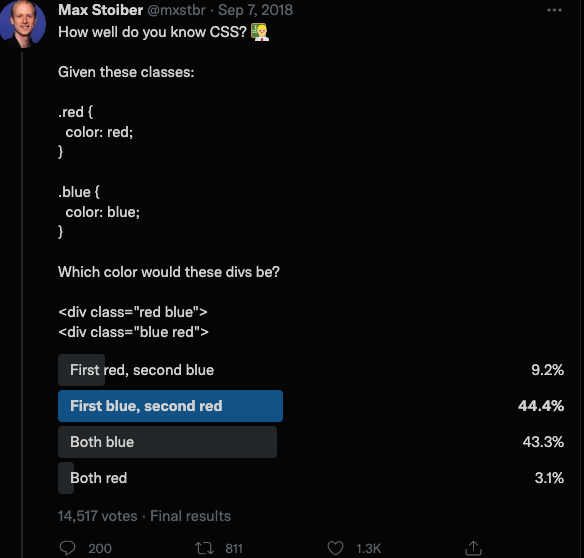 Max Stoiber @mxstbr · Sep 7, 2018
How well do you know CSS? 👨‍🏫
Given these classes:
.red {
  color: red;
}
.blue {
  color: blue;
}
Which color would these divs be?
<div class="red blue">
<div class="blue red">
First red, second blue 9.2%
First blue, second red 44.4%
Both blue 43.3%
Both red 3.1%
14,517 votes · Final results
200 811 1.3K